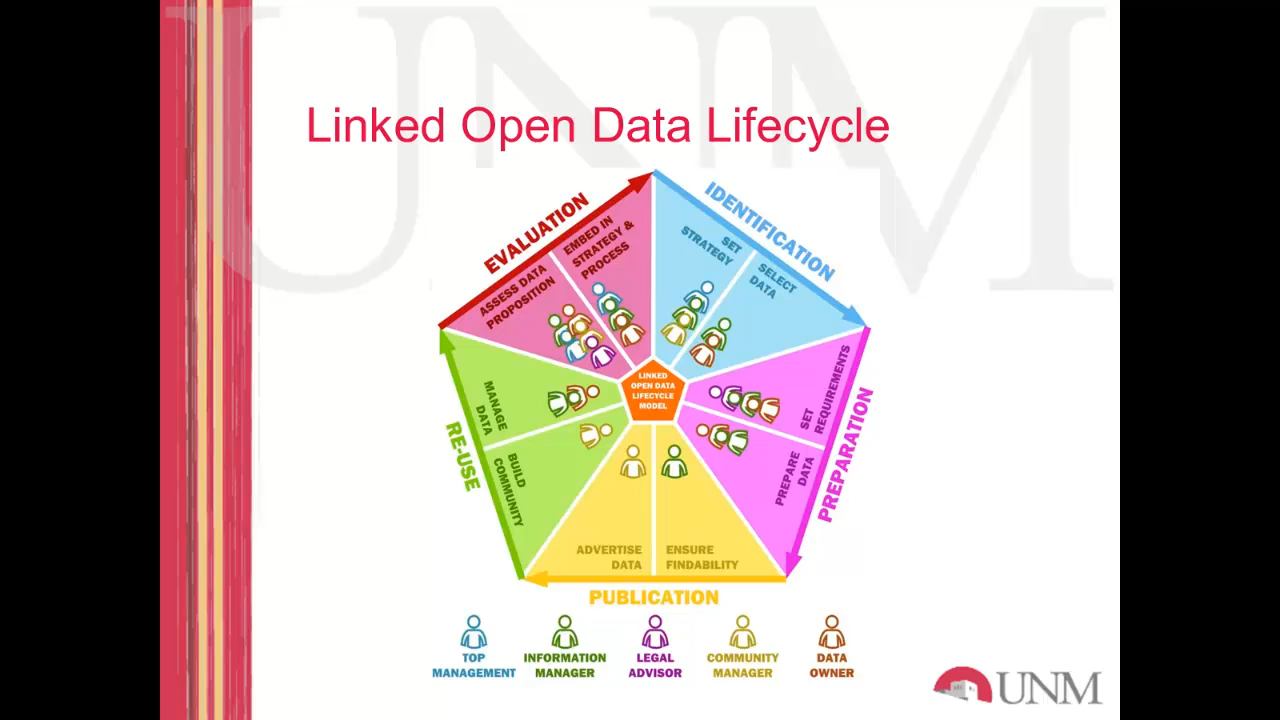 UNM
Linked Open Data Lifecycle
EVALUATION
EMBED IN
STRATEGY &
PROCESS
ASSESS DATA
PROPOSITION
IDENTIFICATION
SET
STRATEGY
SELECT
DATA
LINKED
OPEN DATA
LIFECYCLE
MODEL
SET
REQUIREMENTS
PREPARE
DATA
PREPARATION
MANAGE
DATA
BUILD
COMMUNITY
RE-USE
ADVERTISE
DATA
ENSURE
FINDABILITY
PUBLICATION
TOP
MANAGEMENT
INFORMATION
MANAGER
LEGAL
ADVISOR
COMMUNITY
MANAGER
DATA
OWNER
UNM